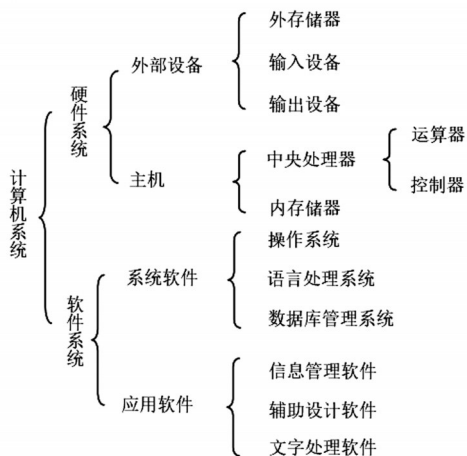 计算机系统
硬件系统
外部设备
外存储器
输入设备
输出设备
主机
中央处理器
运算器
控制器
内存储器
软件系统
系统软件
操作系统
语言处理系统
数据库管理系统
应用软件
信息管理软件
辅助设计软件
文字处理软件